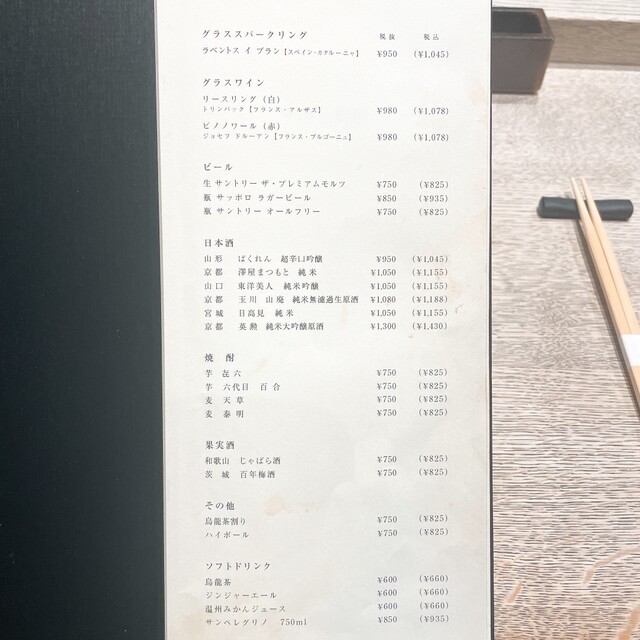 グラススパークリング 税抜 税込
ラベントス イ ブラン【スペイン・カタルーニャ】 ¥950 (¥1,045)
グラスワイン
リースリング(白)
トリンバック【フランス・アルザス】 ¥980 (¥1,078)
ピノノワール(赤)
ジョセフ ドルーアン【フランス・ブルゴーニュ】 ¥980 (¥1,078)
ビール
生 サントリー ザ・プレミアムモルツ ¥750 (¥825)
瓶 サッポロ ラガービール ¥850 (¥935)
瓶 サントリー オールフリー ¥750 (¥825)
日本酒
山形 ばくれん 超辛口吟醸 ¥950 (¥1,045)
京都 澤屋まつもと 純米 ¥1,050 (¥1,155)
山口 東洋美人 純米吟醸 ¥1,050 (¥1,155)
京都 玉川 山廃 純米無濾過生原酒 ¥1,080 (¥1,188)
宮城 日高見 純米 ¥1,050 (¥1,155)
京都 英勲 純米大吟醸原酒 ¥1,300 (¥1,430)
焼酎
芋 㐂六 ¥750 (¥825)
芋 六代目 百合 ¥750 (¥825)
麦 天草 ¥750 (¥825)
麦 泰明 ¥750 (¥825)
果実酒
和歌山 じゃばら酒 ¥750 (¥825)
茨城 百年梅酒 ¥750 (¥825)
その他
烏龍茶割り ¥750 (¥825)
ハイボール ¥750 (¥825)
ソフトドリンク
烏龍茶 ¥600 (¥660)
ジンジャーエール ¥600 (¥660)
温州みかんジュース ¥600 (¥660)
サンペレグリノ 750ml ¥850 (¥935)